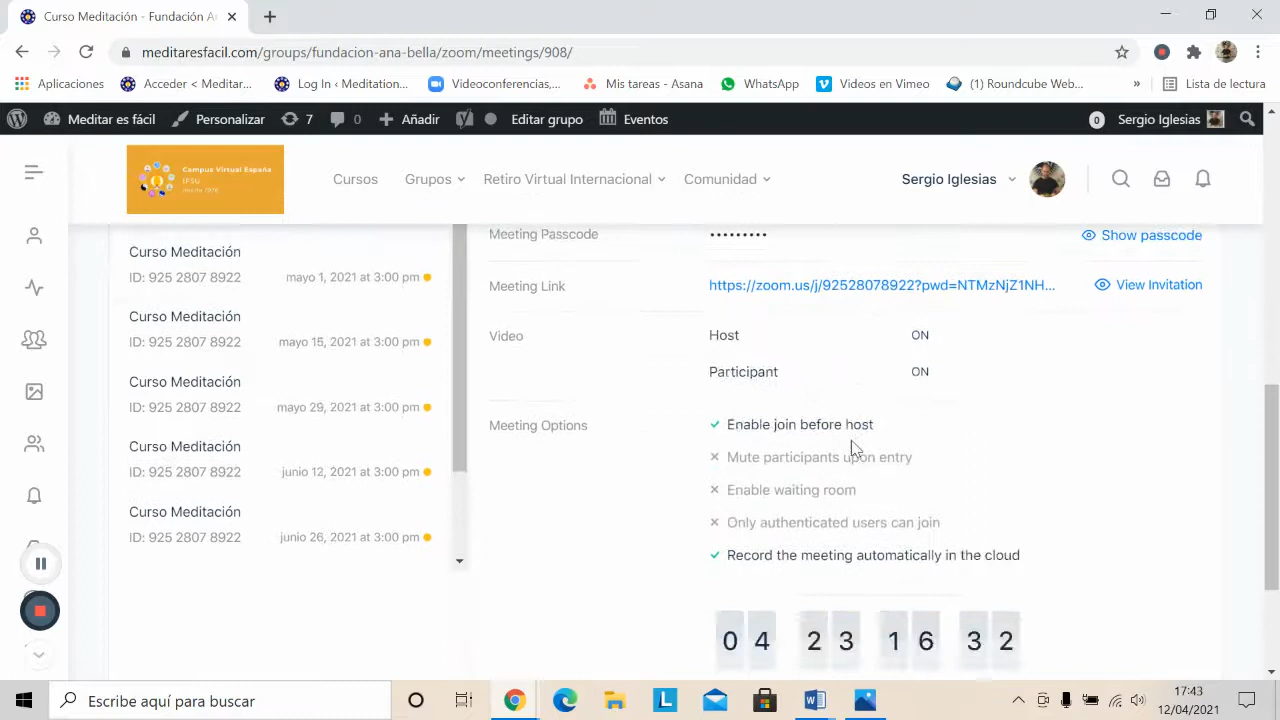 Curso Meditación - Fundación A
meditaresfacil.com/groups/fundacion-ana-bella/zoom/meetings/908/
Aplicaciones
Acceder < Meditar...
Log In < Meditation...
Videoconferencias,...
Mis tareas - Asana
WhatsApp
Videos en Vimeo
(1) Roundcube Web...
»
Lista de lectura
Meditar es fácil
Personalizar
7
0
Añadir
Editar grupo
Eventos
0
Sergio Iglesias
Campus Virtual España
Cursos
Grupos
Retiro Virtual Internacional
Comunidad
Sergio Iglesias
Curso Meditación
ID: 925 2807 8922 mayo 1, 2021 at 3:00 pm
Curso Meditación
ID: 925 2807 8922 mayo 15, 2021 at 3:00 pm
Curso Meditación
ID: 925 2807 8922 mayo 29, 2021 at 3:00 pm
Curso Meditación
ID: 925 2807 8922 junio 12, 2021 at 3:00 pm
Curso Meditación
ID: 925 2807 8922 junio 26, 2021 at 3:00 pm
Meeting Passcode ••••••••• Show passcode
Meeting Link https://zoom.us/j/92528078922?pwd=NTMzNjZ1NH... View Invitation
Video Host ON
Participant ON
Meeting Options Enable join before host
Mute participants upon entry
Enable waiting room
Only authenticated users can join
Record the meeting automatically in the cloud
04 23 16 32
Escribe aquí para buscar
17:43
12/04/2021